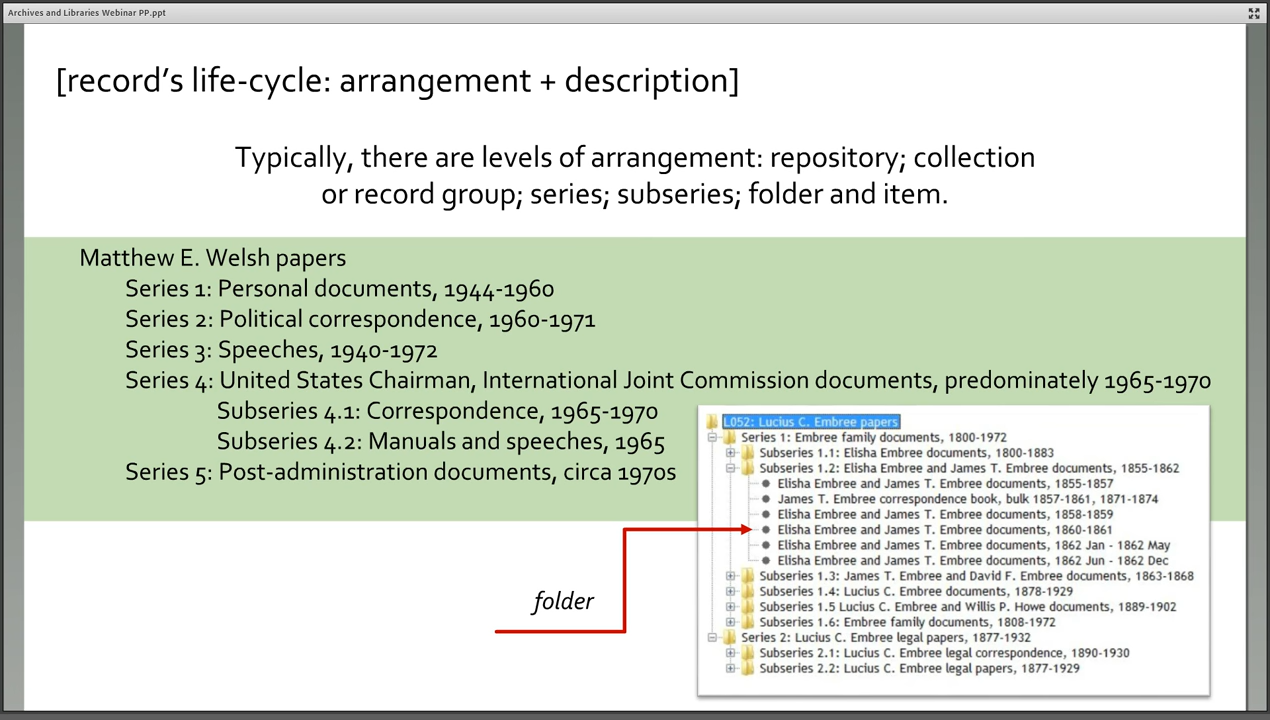 Archives and Libraries Webinar PP.ppt
[record's life-cycle: arrangement + description]
Typically, there are levels of arrangement: repository; collection
or record group; series; subseries; folder and item.
Matthew E. Welsh papers
Series 1: Personal documents, 1944-1960
Series 2: Political correspondence, 1960-1971
Series 3: Speeches, 1940-1972
Series 4: United States Chairman, International Joint Commission documents, predominately 1965-1970
Subseries 4.1: Correspondence, 1965-1970
Subseries 4.2: Manuals and speeches, 1965
Series 5: Post-administration documents, circa 1970s
L052: Lucius C. Embree papers
Series 1: Embree family documents, 1800-1972
Subseries 1.1: Elisha Embree documents, 1800-1883
Subseries 1.2: Elisha Embree and James T. Embree documents, 1855-1862
Elisha Embree and James T. Embree documents, 1855-1857
James T. Embree correspondence book, bulk 1857-1861, 1871-1874
Elisha Embree and James T. Embree documents, 1858-1859
Elisha Embree and James T. Embree documents, 1860-1861
Elisha Embree and James T. Embree documents, 1862 Jan - 1862 May
Elisha Embree and James T. Embree documents, 1862 Jun - 1862 Dec
Subseries 1.3: James T. Embree and David F. Embree documents, 1863-1868
Subseries 1.4: Lucius C. Embree documents, 1878-1929
Subseries 1.5 Lucius C. Embree and Willis P. Howe documents, 1889-1902
Subseries 1.6: Embree family documents, 1808-1972
Series 2: Lucius C. Embree legal papers, 1877-1932
Subseries 2.1: Lucius C. Embree legal correspondence, 1890-1930
Subseries 2.2: Lucius C. Embree legal papers, 1877-1929
folder